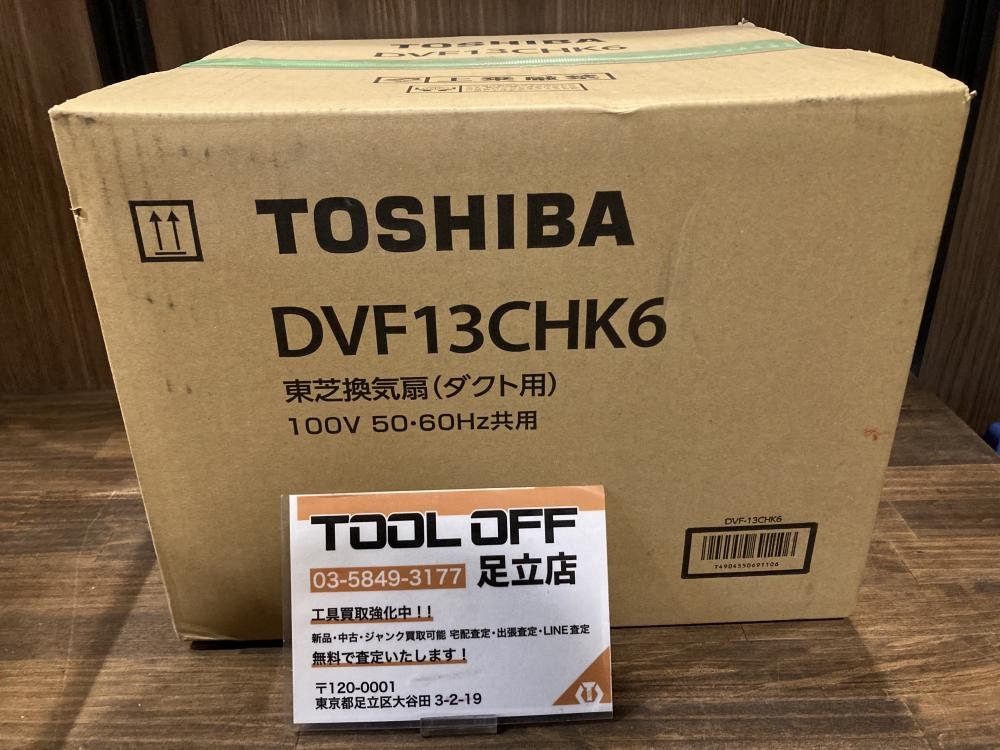 TOSHIBA
DVF13CHK6
TOSHIBA
DVF13CHK6
東芝換気扇(ダクト用)
100V 50・60Hz共用
DVF-13CHK6
T4904550691106
TOOL OFF
03-5849-3177 足立店
工具買取強化中!!
新品・中古・ジャンク買取可能 宅配査定・出張査定・LINE査定
無料で査定いたします!
〒120-0001
東京都足立区大谷田 3-2-19